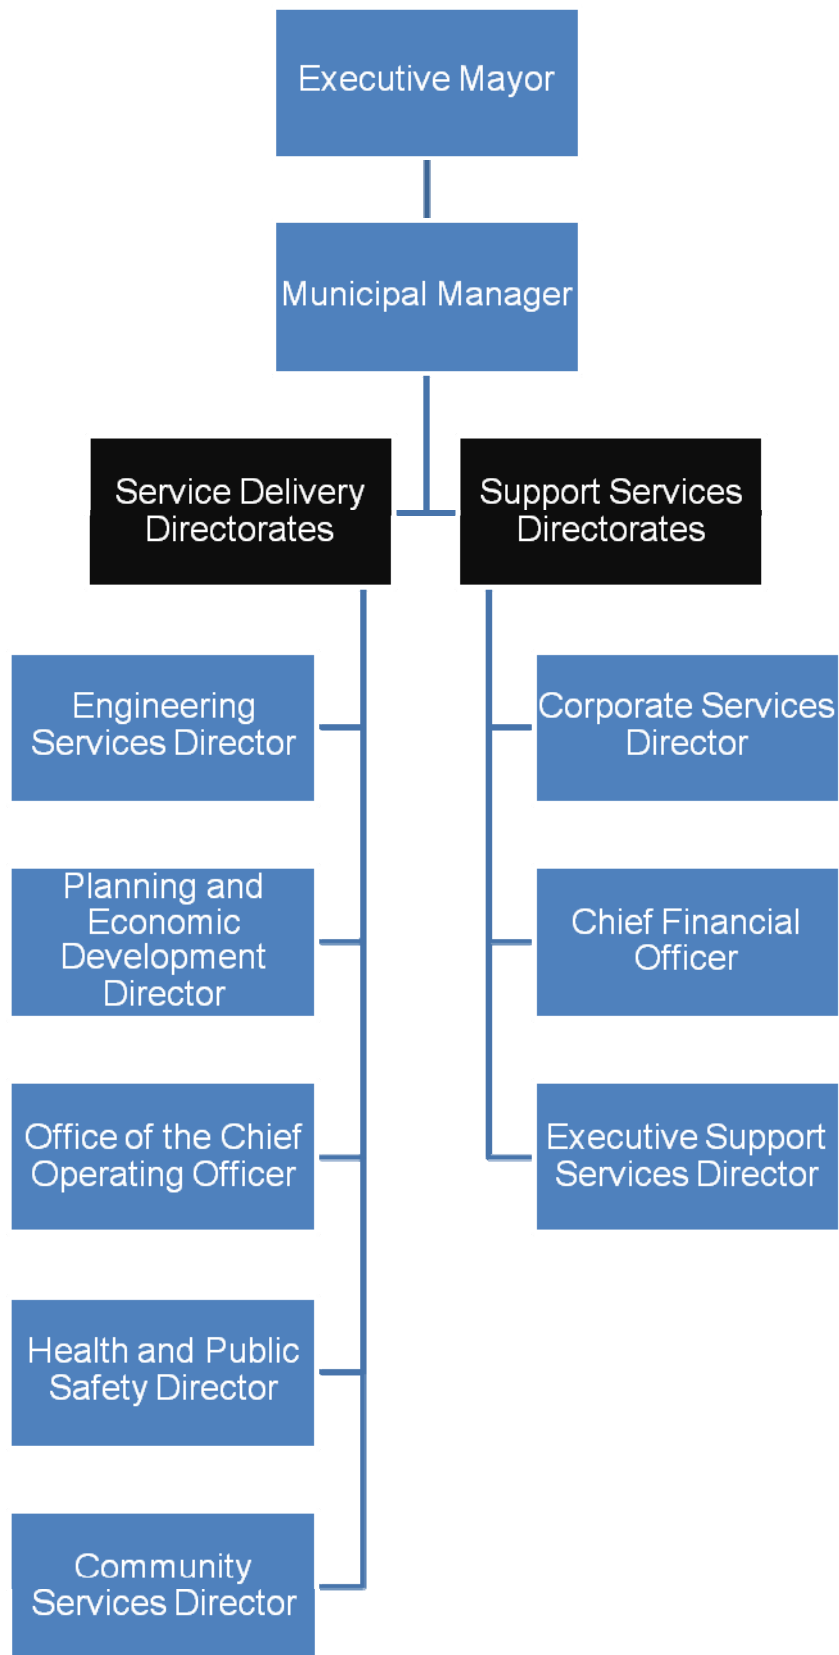 Executive Mayor
Municipal Manager
Service Delivery
Directorates
Support Services
Directorates
Engineering
Services Director
Planning and
Economic
Development
Director
Office of the Chief
Operating Officer
Health and Public
Safety Director
Community
Services Director
Corporate Services
Director
Chief Financial
Officer
Executive Support
Services Director